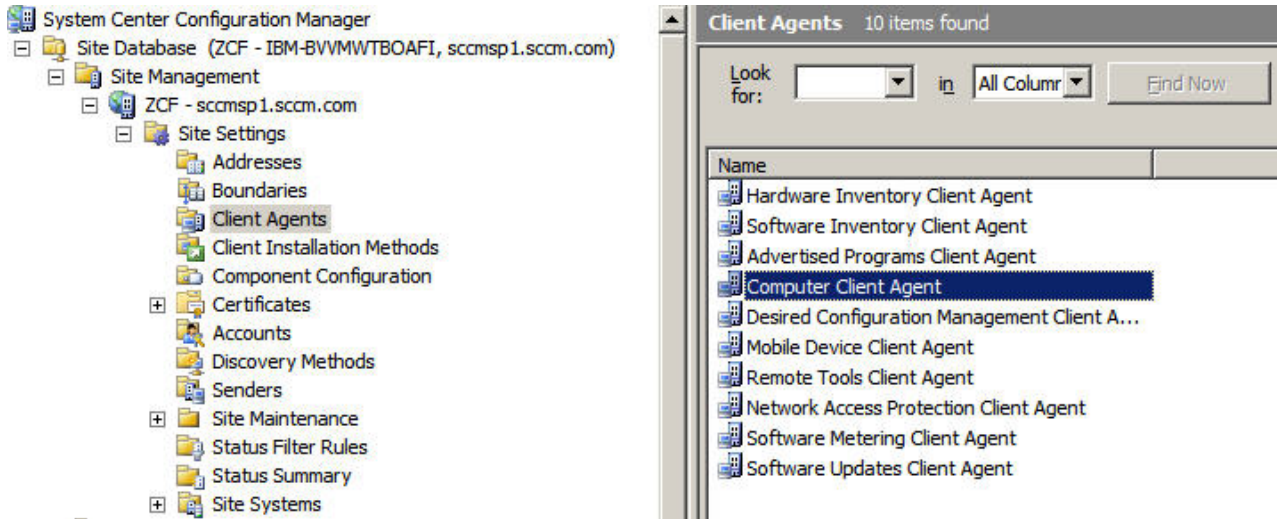 System Center Configuration Manager
Site Database (ZCF - IBM-BVVMWTBOAFI, sccmsp1.sccm.com)
Site Management
ZCF - sccmsp1.sccm.com
Site Settings
Addresses
Boundaries
Client Agents
Client Installation Methods
Component Configuration
Certificates
Accounts
Discovery Methods
Senders
Site Maintenance
Status Filter Rules
Status Summary
Site Systems
Client Agents 10 items found
Look for:
in
All Columr
Find Now
Name
Hardware Inventory Client Agent
Software Inventory Client Agent
Advertised Programs Client Agent
Computer Client Agent
Desired Configuration Management Client A...
Mobile Device Client Agent
Remote Tools Client Agent
Network Access Protection Client Agent
Software Metering Client Agent
Software Updates Client Agent